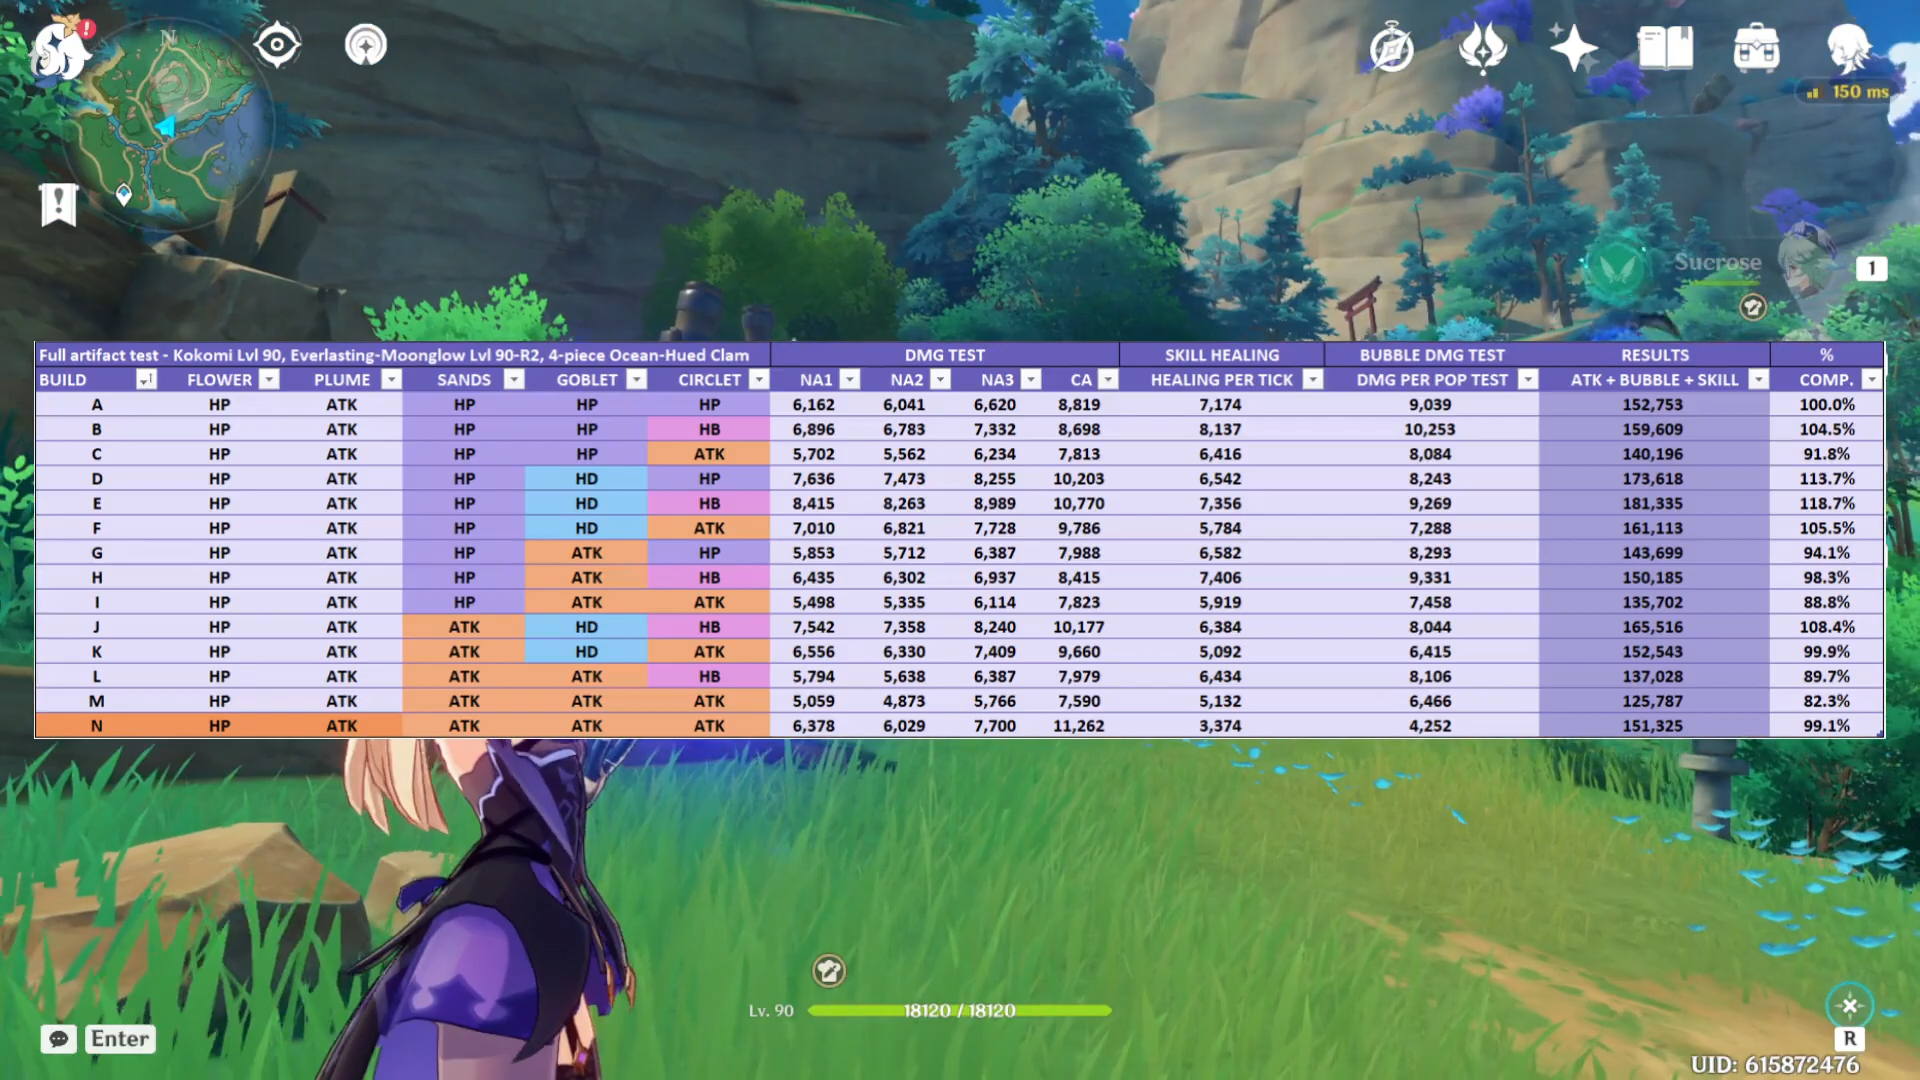 N
150 ms
Sucrose
1
Full artifact test - Kokomi Lvl 90, Everlasting-Moonglow Lvl 90-R2, 4-piece Ocean-Hued Clam DMG TEST SKILL HEALING BUBBLE DMG TEST RESULTS %
BUILD FLOWER PLUME SANDS GOBLET CIRCLET NA1 NA2 NA3 CA HEALING PER TICK DMG PER POP TEST ATK + BUBBLE + SKILL COMP.
A HP ATK HP HP HP 6,162 6,041 6,620 8,819 7,174 9,039 152,753 100.0%
B HP ATK HP HP HB 6,896 6,783 7,332 8,698 8,137 10,253 159,609 104.5%
C HP ATK HP HP ATK 5,702 5,562 6,234 7,813 6,416 8,084 140,196 91.8%
D HP ATK HP HD HP 7,636 7,473 8,255 10,203 6,542 8,243 173,618 113.7%
E HP ATK HP HD HB 8,415 8,263 8,989 10,770 7,356 9,269 181,335 118.7%
F HP ATK HP HD ATK 7,010 6,821 7,728 9,786 5,784 7,288 161,113 105.5%
G HP ATK HP ATK HP 5,853 5,712 6,387 7,988 6,582 8,293 143,699 94.1%
H HP ATK HP ATK HB 6,435 6,302 6,937 8,415 7,406 9,331 150,185 98.3%
I HP ATK HP ATK ATK 5,498 5,335 6,114 7,823 5,919 7,458 135,702 88.8%
J HP ATK ATK HD HB 7,542 7,358 8,240 10,177 6,384 8,044 165,516 108.4%
K HP ATK ATK HD ATK 6,556 6,330 7,409 9,660 5,092 6,415 152,543 99.9%
L HP ATK ATK ATK HB 5,794 5,638 6,387 7,979 6,434 8,106 137,028 89.7%
M HP ATK ATK ATK ATK 5,059 4,873 5,766 7,590 5,132 6,466 125,787 82.3%
N HP ATK ATK ATK ATK 6,378 6,029 7,700 11,262 3,374 4,252 151,325 99.1%
Lv. 90 18120 / 18120
Enter
R
UID: 615872476